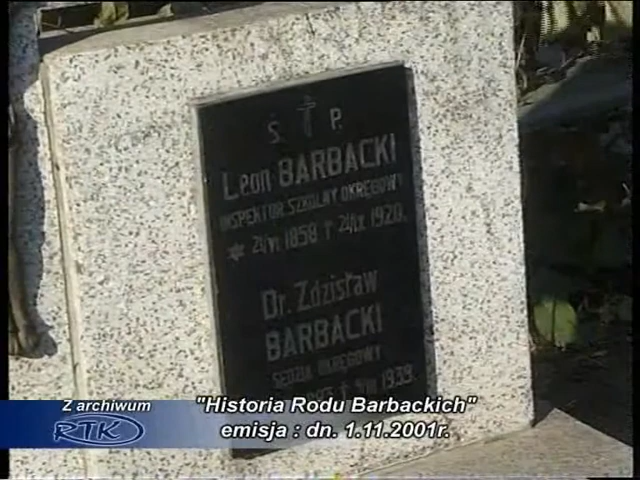 Ś P.
Leon BARBACKI
INSPEKTOR SZKOLNY OKRĘGOWY
1858 † 1920.
Dr. Zdzisław
BARBACKI
SĘDZIA OKRĘGOWY
1939.
Z archiwum
RTK
"Historia Rodu Barbackich"
emisja : dn. 1.11.2001r.